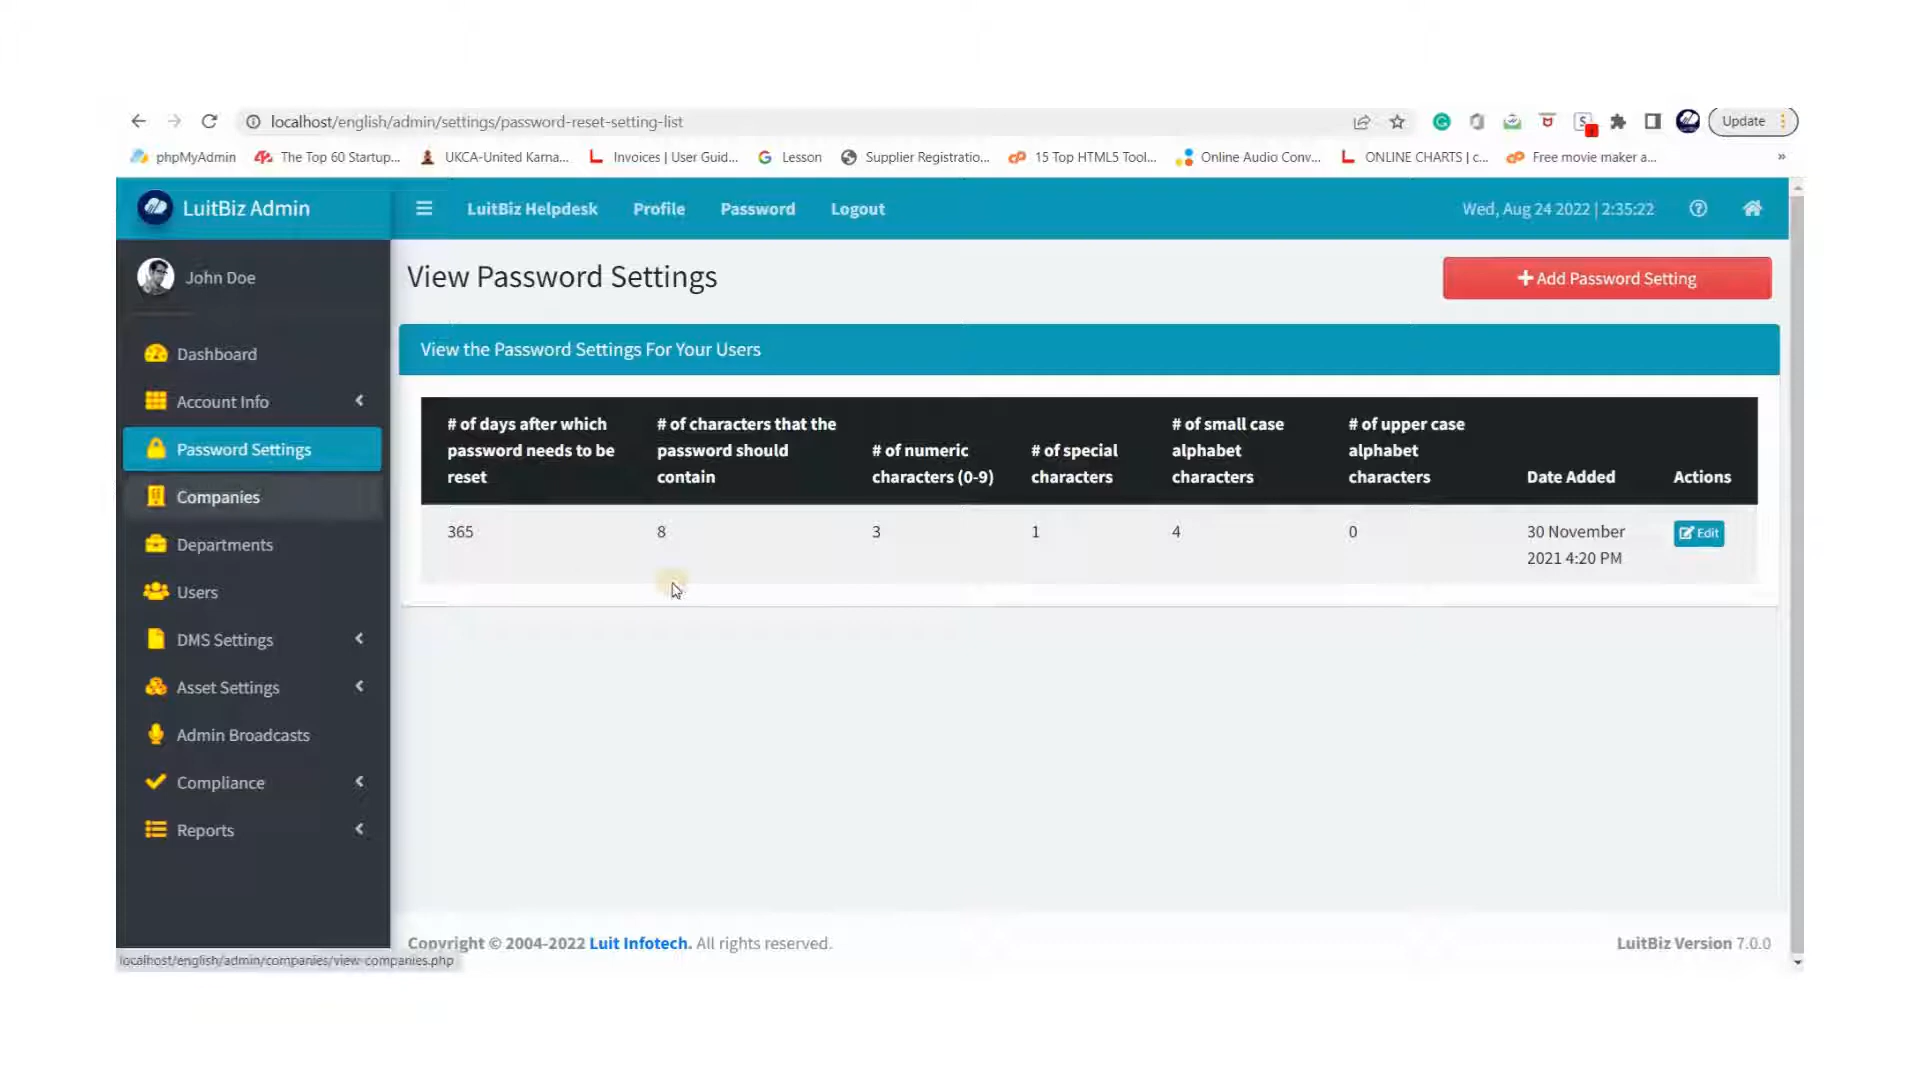 localhost/english/admin/settings/password-reset-setting-list
Update
phpMyAdmin
The Top 60 Startup...
UKCA-United Karna...
Invoices | User Guid...
Lesson
Supplier Registratio...
15 Top HTML5 Tool...
Online Audio Conv...
ONLINE CHARTS | c...
Free movie maker a...
»
LuitBiz Admin
LuitBiz Helpdesk
Profile
Password
Logout
Wed, Aug 24 2022 | 2:35:22
John Doe
Dashboard
Account Info
Password Settings
Companies
Departments
Users
DMS Settings
Asset Settings
Admin Broadcasts
Compliance
Reports
View Password Settings
Add Password Setting
View the Password Settings For Your Users
# of days after which
password needs to be
reset
# of characters that the
password should
contain
# of numeric
characters (0-9)
# of special
characters
# of small case
alphabet
characters
# of upper case
alphabet
characters
Date Added
Actions
365
8
3
1
4
0
30 November
2021 4:20 PM
Edit
Copyright © 2004-2022 Luit Infotech. All rights reserved.
LuitBiz Version 7.0.0
localhost/english/admin/companies/view-companies.php